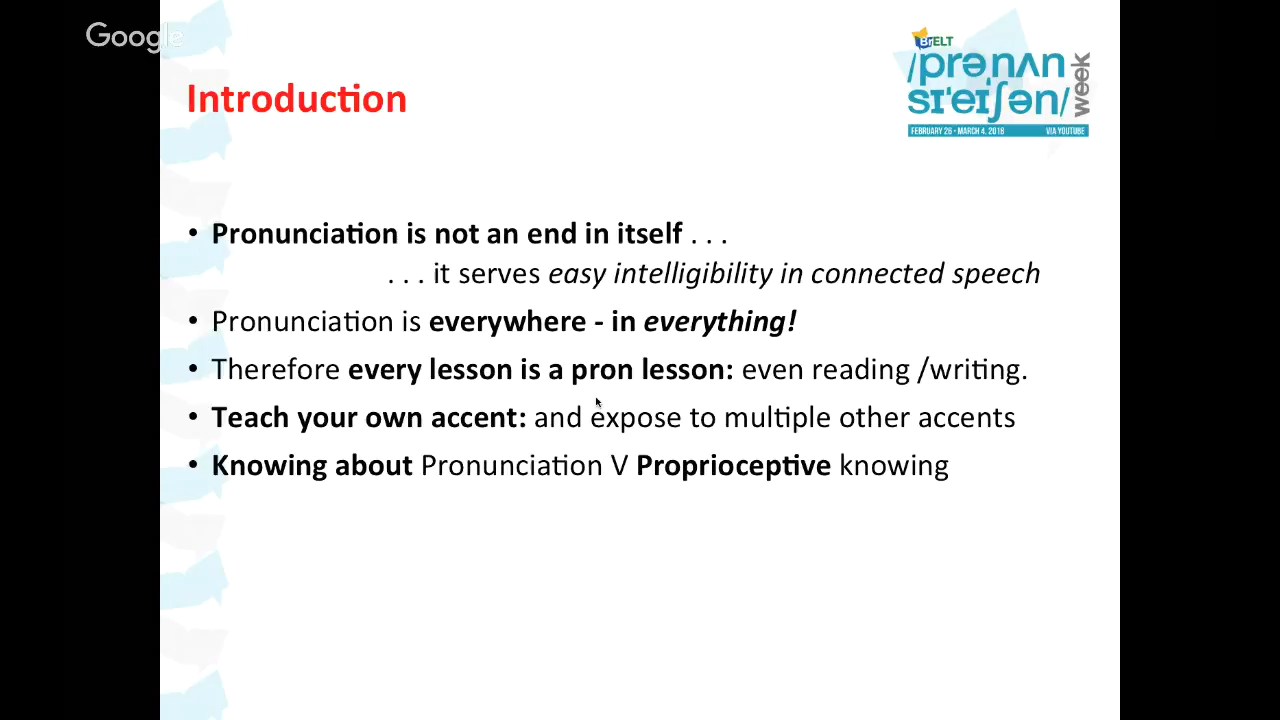 Google
BrELT
/prənʌn
sɪˈeɪʃən/
week
FEBRUARY 26 - MARCH 4, 2018 VIA YOUTUBE
Introduction
• Pronunciation is not an end in itself . . .
. . . it serves easy intelligibility in connected speech
• Pronunciation is everywhere - in everything!
• Therefore every lesson is a pron lesson: even reading /writing.
• Teach your own accent: and expose to multiple other accents
• Knowing about Pronunciation V Proprioceptive knowing